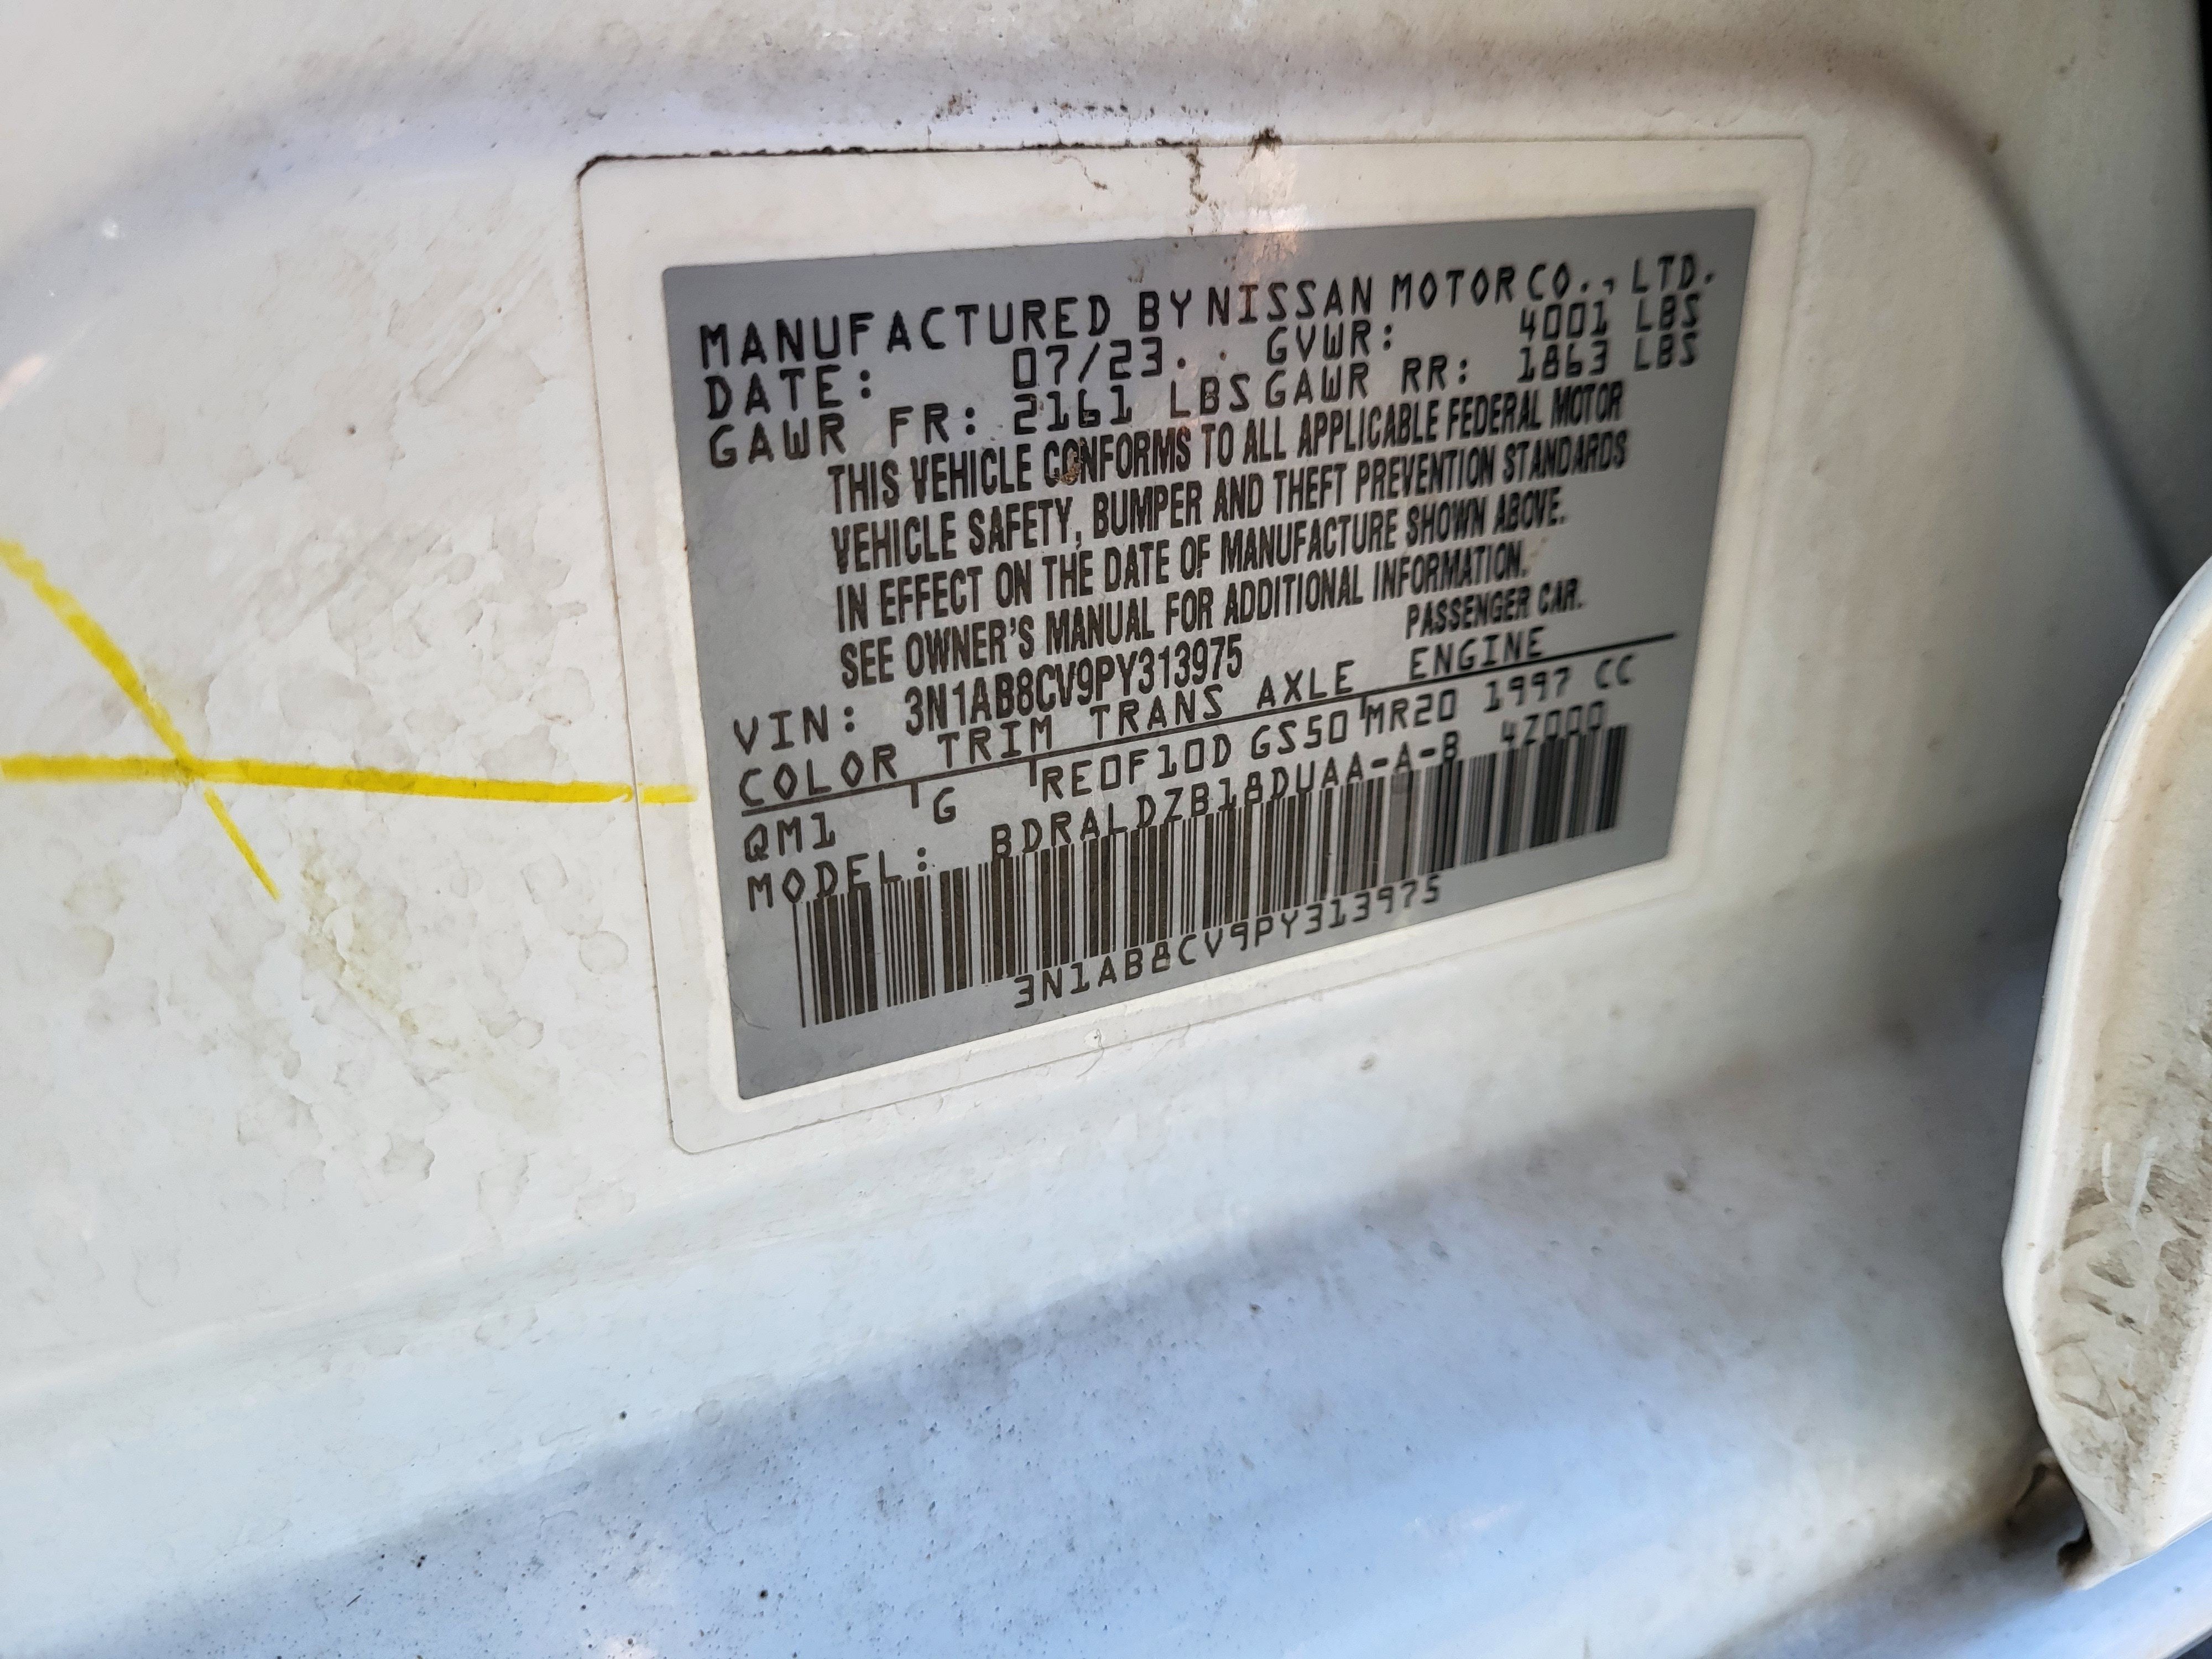 MANUFACTURED BY NISSAN MOTOR CO., LTD.
DATE: 07/23. GVWR: 4001 LBS
GAWR FR: 2161 LBS GAWR RR: 1863 LBS
THIS VEHICLE CONFORMS TO ALL APPLICABLE FEDERAL MOTOR
VEHICLE SAFETY, BUMPER AND THEFT PREVENTION STANDARDS
IN EFFECT ON THE DATE OF MANUFACTURE SHOWN ABOVE.
SEE OWNER'S MANUAL FOR ADDITIONAL INFORMATION.
VIN: 3N1AB8CV9PY313975 PASSENGER CAR.
COLOR TRIM TRANS AXLE ENGINE
QM1 G RE0F10D GS50 MR20 1997 CC
MODEL: BDRALDZB18DUAA-A-B 4Z000
3N1AB8CV9PY313975